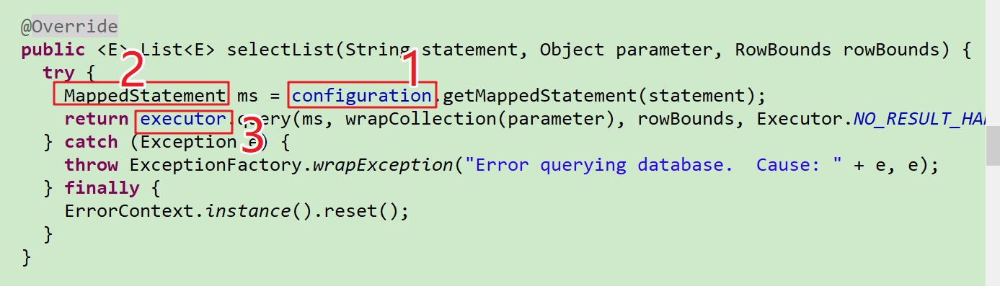 @Override
public <E> List<E> selectList(String statement, Object parameter, RowBounds rowBounds) {
try {
2
1
MappedStatement ms = configuration.getMappedStatement(statement);
return executor.query(ms, wrapCollection(parameter), rowBounds, Executor.NO_RESULT_HA
3
} catch (Exception e) {
throw ExceptionFactory.wrapException("Error querying database.  Cause: " + e, e);
} finally {
ErrorContext.instance().reset();
}
}